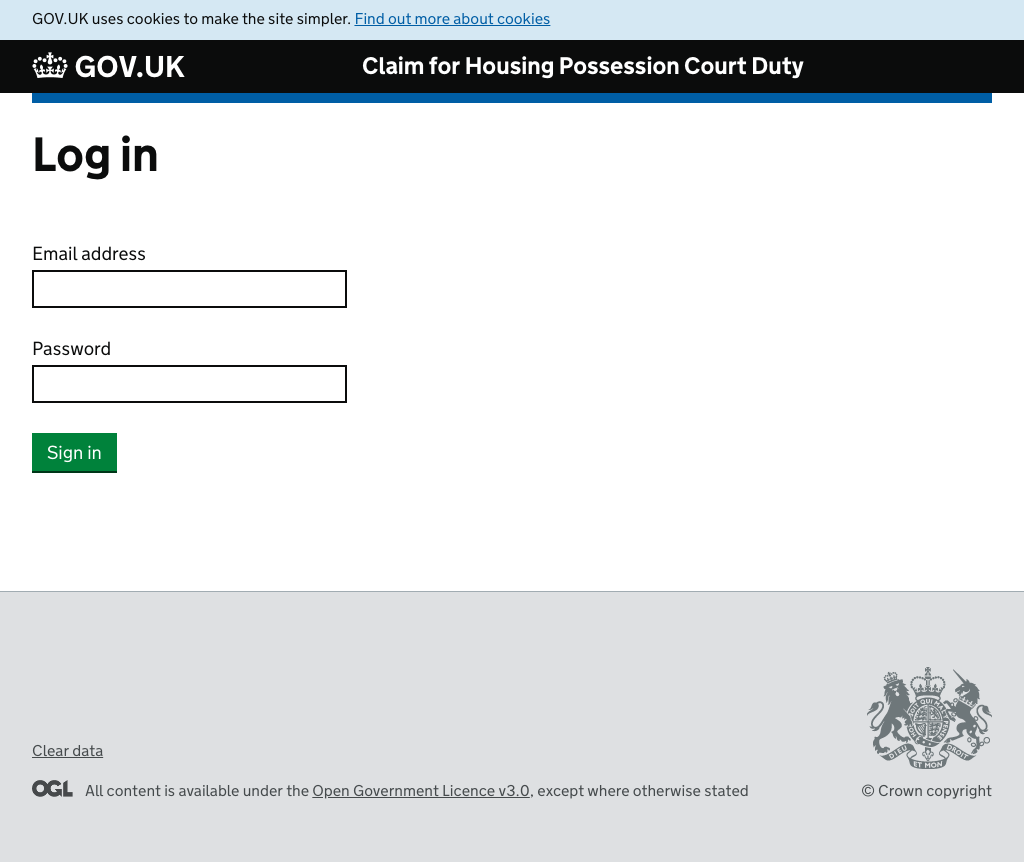 GOV.UK uses cookies to make the site simpler. Find out more about cookies
GOV.UK Claim for Housing Possession Court Duty
Log in
Email address
Password
Sign in
Clear data
OGL All content is available under the Open Government Licence v3.0, except where otherwise stated
© Crown copyright
DIEU ET MON DROIT